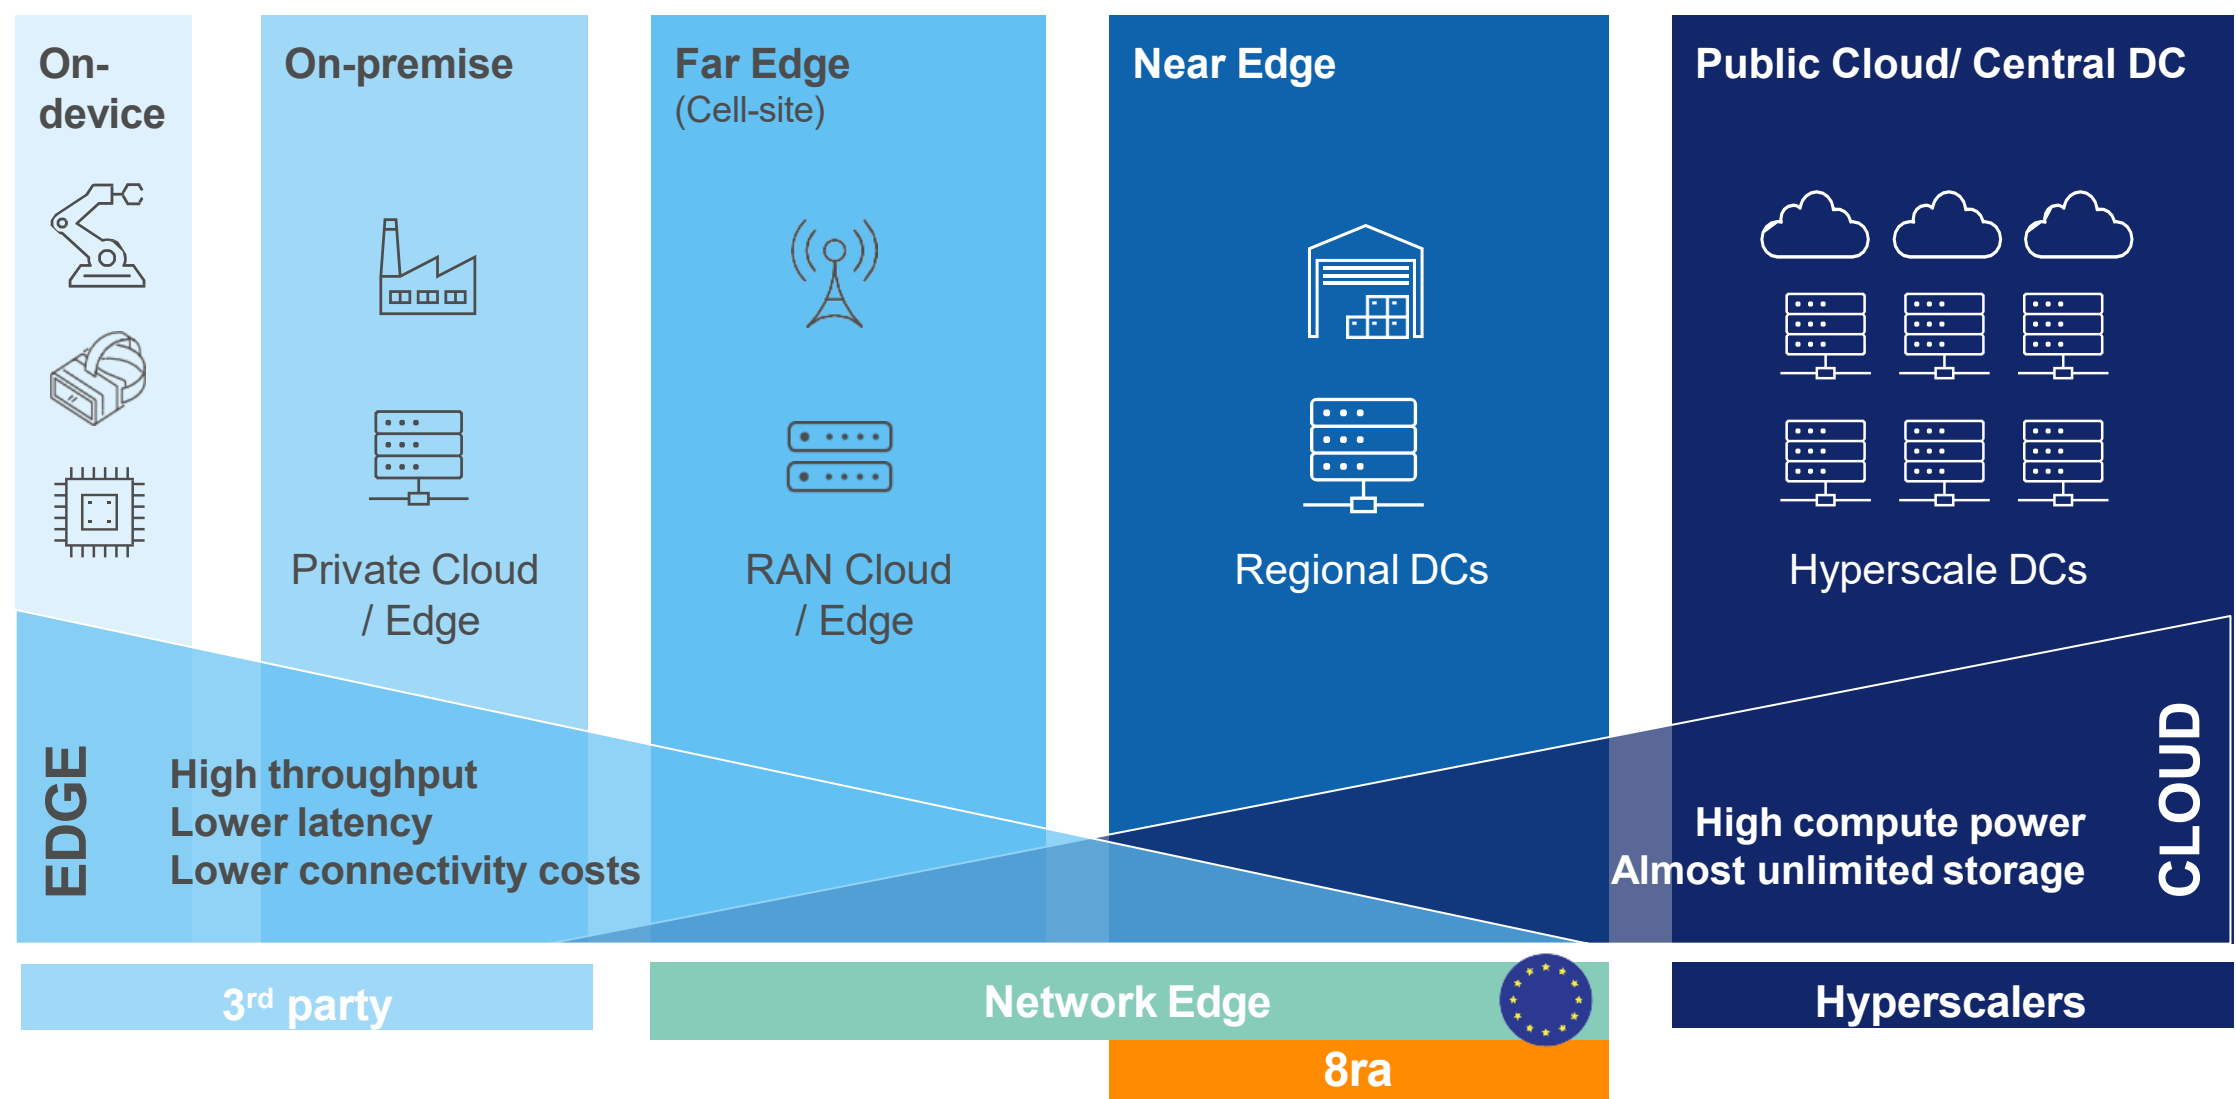 On-
device
On-premise
Far Edge
(Cell-site)
Near Edge
Public Cloud/ Central DC
Private Cloud
/ Edge
RAN Cloud
/ Edge
Regional DCs
Hyperscale DCs
EDGE
High throughput
Lower latency
Lower connectivity costs
High compute power
Almost unlimited storage
CLOUD
3rd party
Network Edge
Hyperscalers
8ra